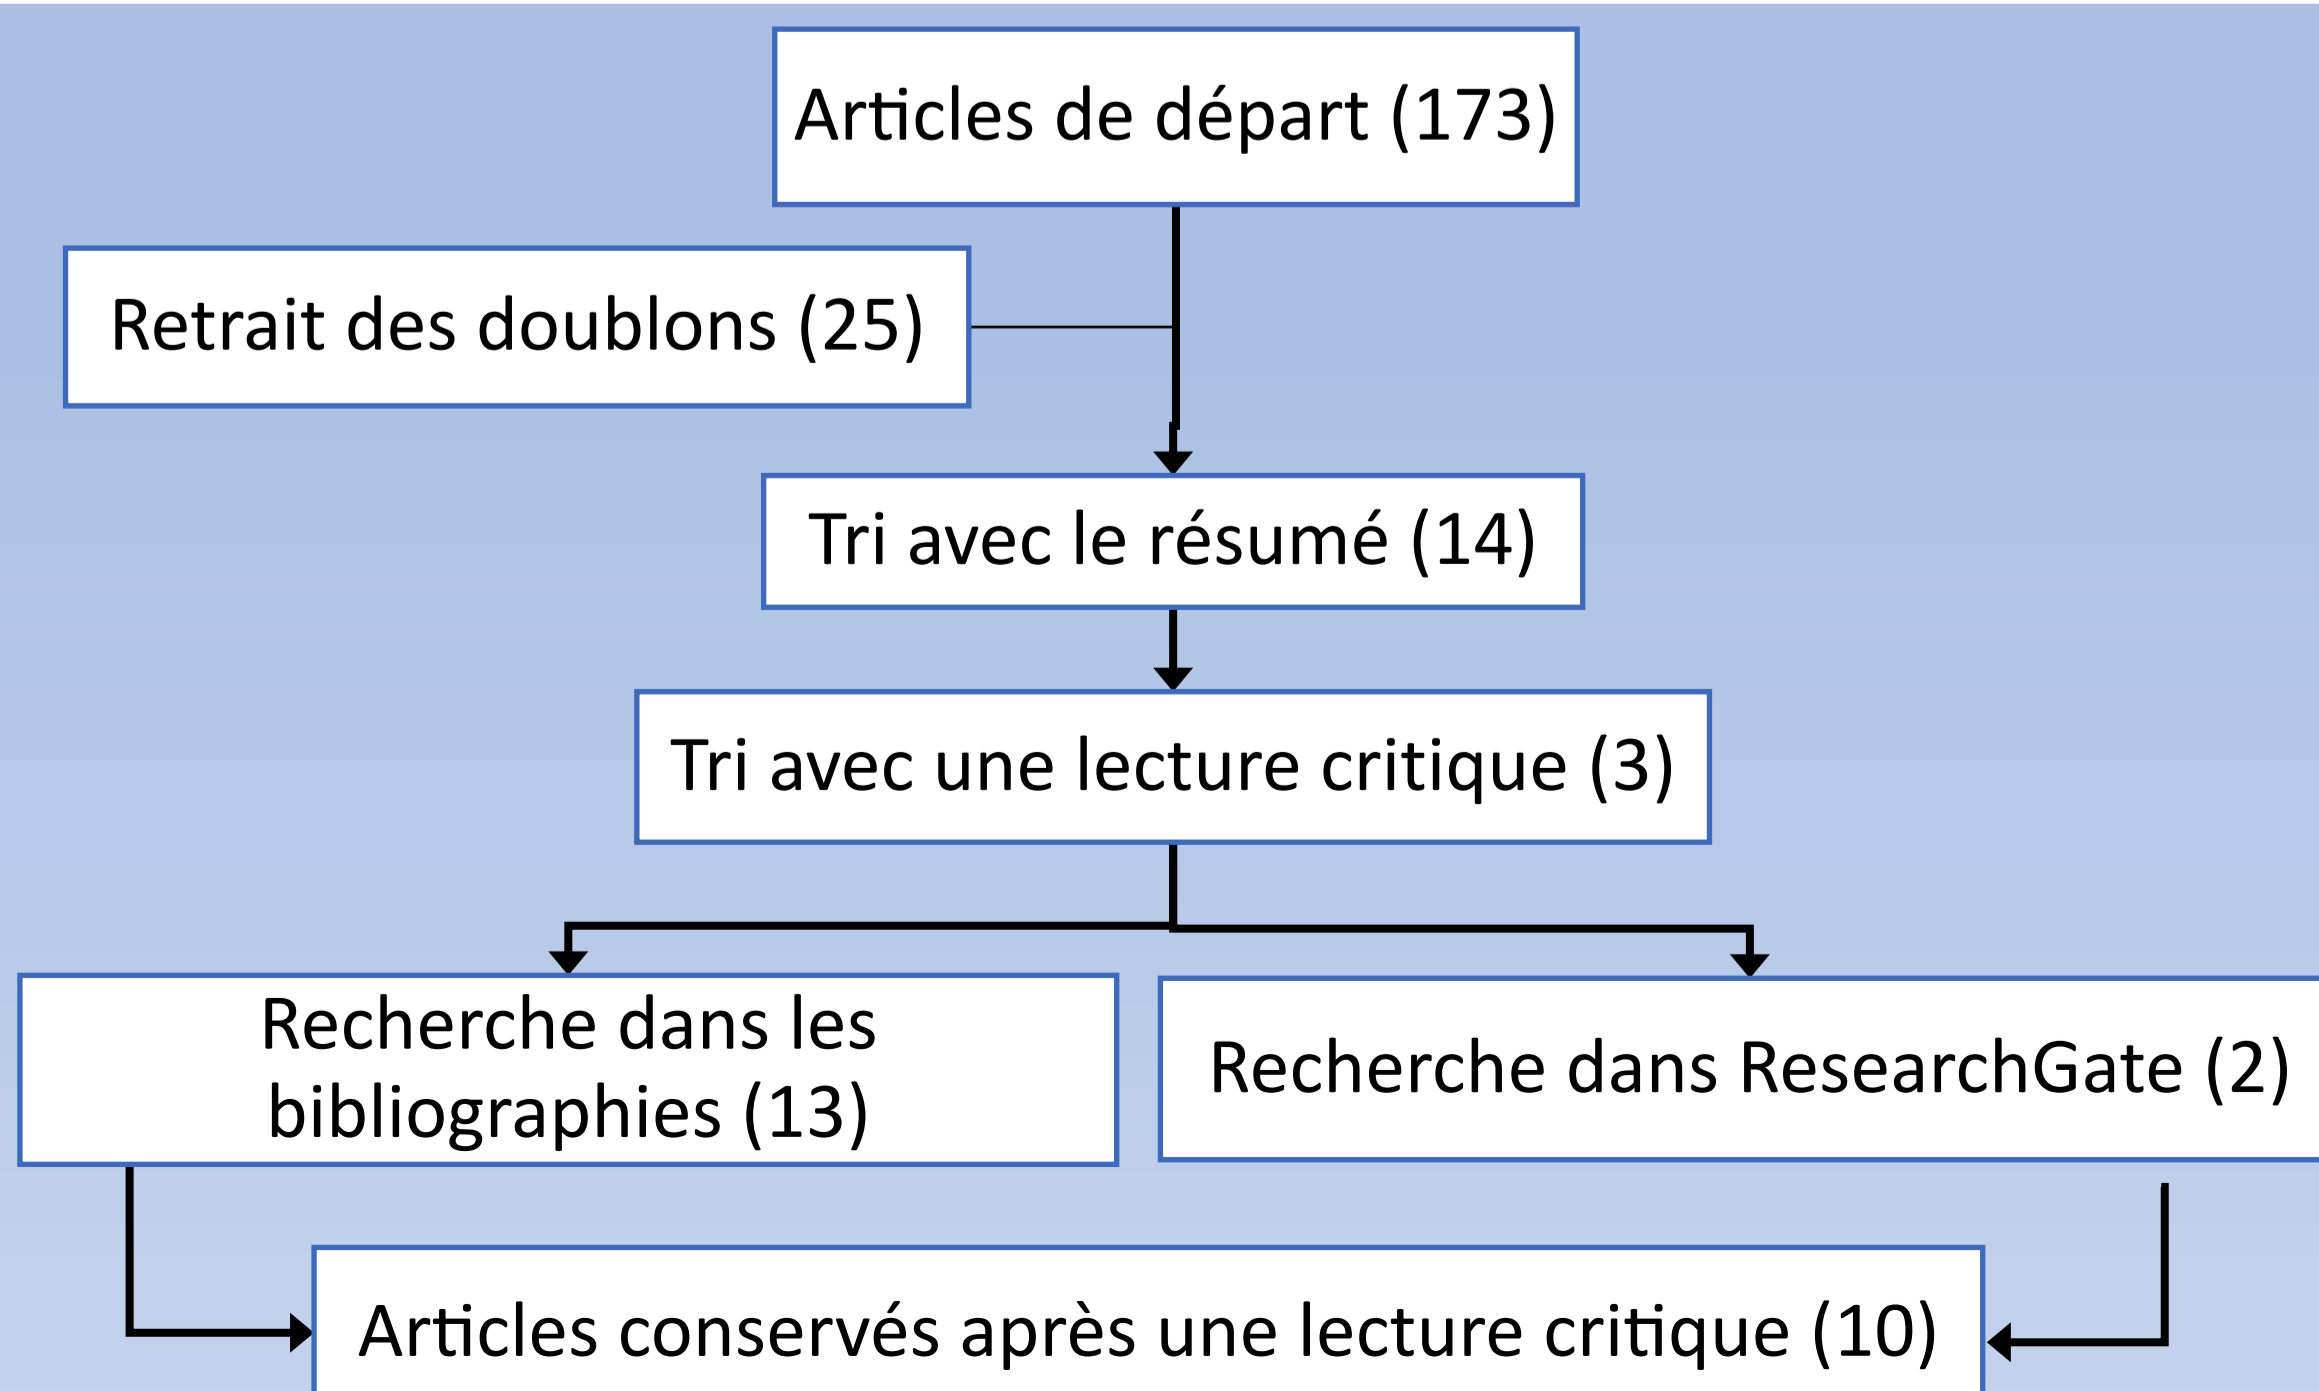 Articles de départ (173)
Retrait des doublons (25)
Tri avec le résumé (14)
Tri avec une lecture critique (3)
Recherche dans les
bibliographies (13)
Recherche dans ResearchGate (2)
Articles conservés après une lecture critique (10)